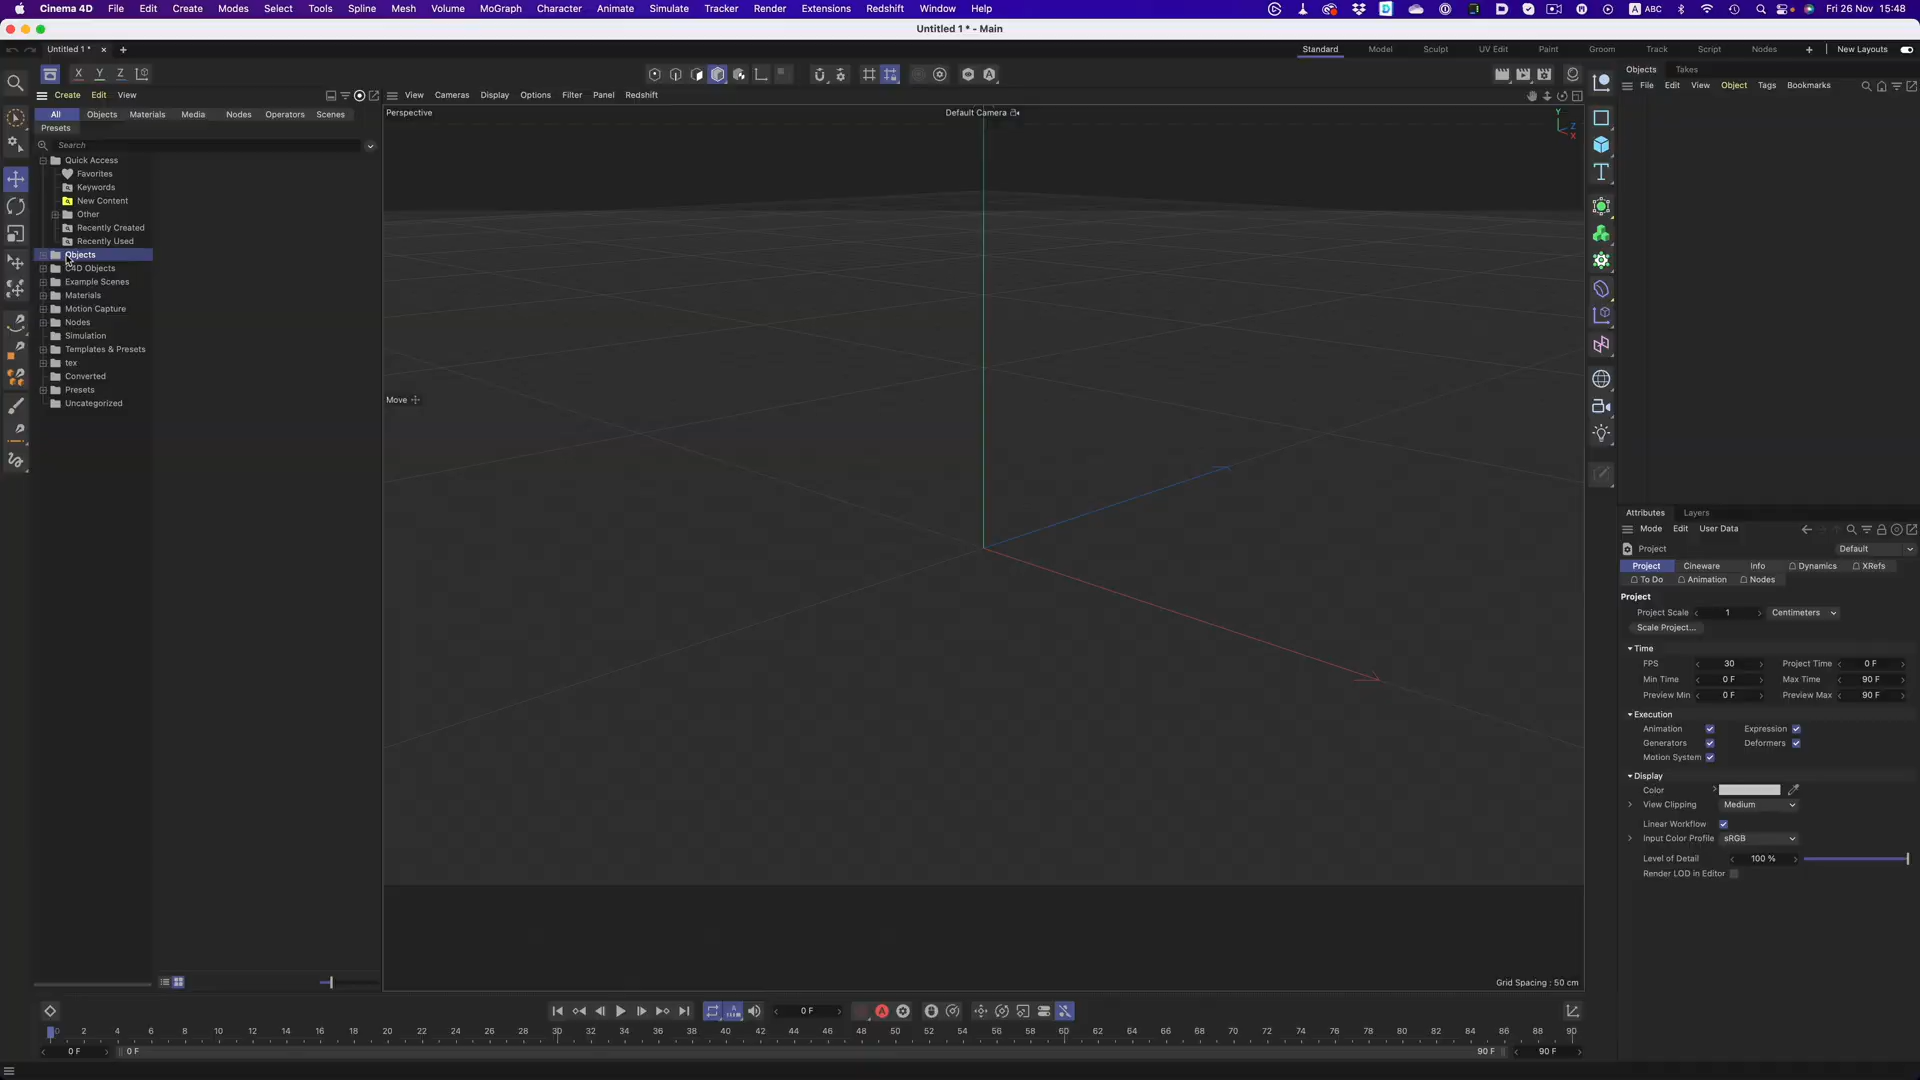 Cinema 4D File Edit Create Modes Select Tools Spline Mesh Volume MoGraph Character Animate Simulate Tracker Render Extensions Redshift Window Help A ABC Fri 26 Nov 15:48
Untitled 1 * - Main
Untitled 1 * × + Standard Model Sculpt UV Edit Paint Groom Track Script Nodes + New Layouts
X Y Z
Objects Takes
Create Edit View
View Cameras Display Options Filter Panel Redshift
File Edit View Object Tags Bookmarks
All Objects Materials Media Nodes Operators Scenes
Presets
Perspective
Default Camera
Y
Z
X
Search
Quick Access
Favorites
Keywords
New Content
Other
Recently Created
Recently Used
Objects
C4D Objects
Example Scenes
Materials
Motion Capture
Nodes
Simulation
Templates & Presets
tex
Converted
Presets
Uncategorized
Move
T
Attributes Layers
Mode Edit User Data
Project Default
Project Cineware Info Dynamics XRefs
To Do Animation Nodes
Project
Project Scale 1 Centimeters
Scale Project...
Time
FPS 30 Project Time 0 F
Min Time 0 F Max Time 90 F
Preview Min 0 F Preview Max 90 F
Execution
Animation Expression
Generators Deformers
Motion System
Display
Color
View Clipping Medium
Linear Workflow
Input Color Profile sRGB
Level of Detail 100 %
Render LOD in Editor
Grid Spacing : 50 cm
0 F
0 2 4 6 8 10 12 14 16 18 20 22 24 26 28 30 32 34 36 38 40 42 44 46 48 50 52 54 56 58 60 62 64 66 68 70 72 74 76 78 80 82 84 86 88 90
0 F 0 F 90 F 90 F